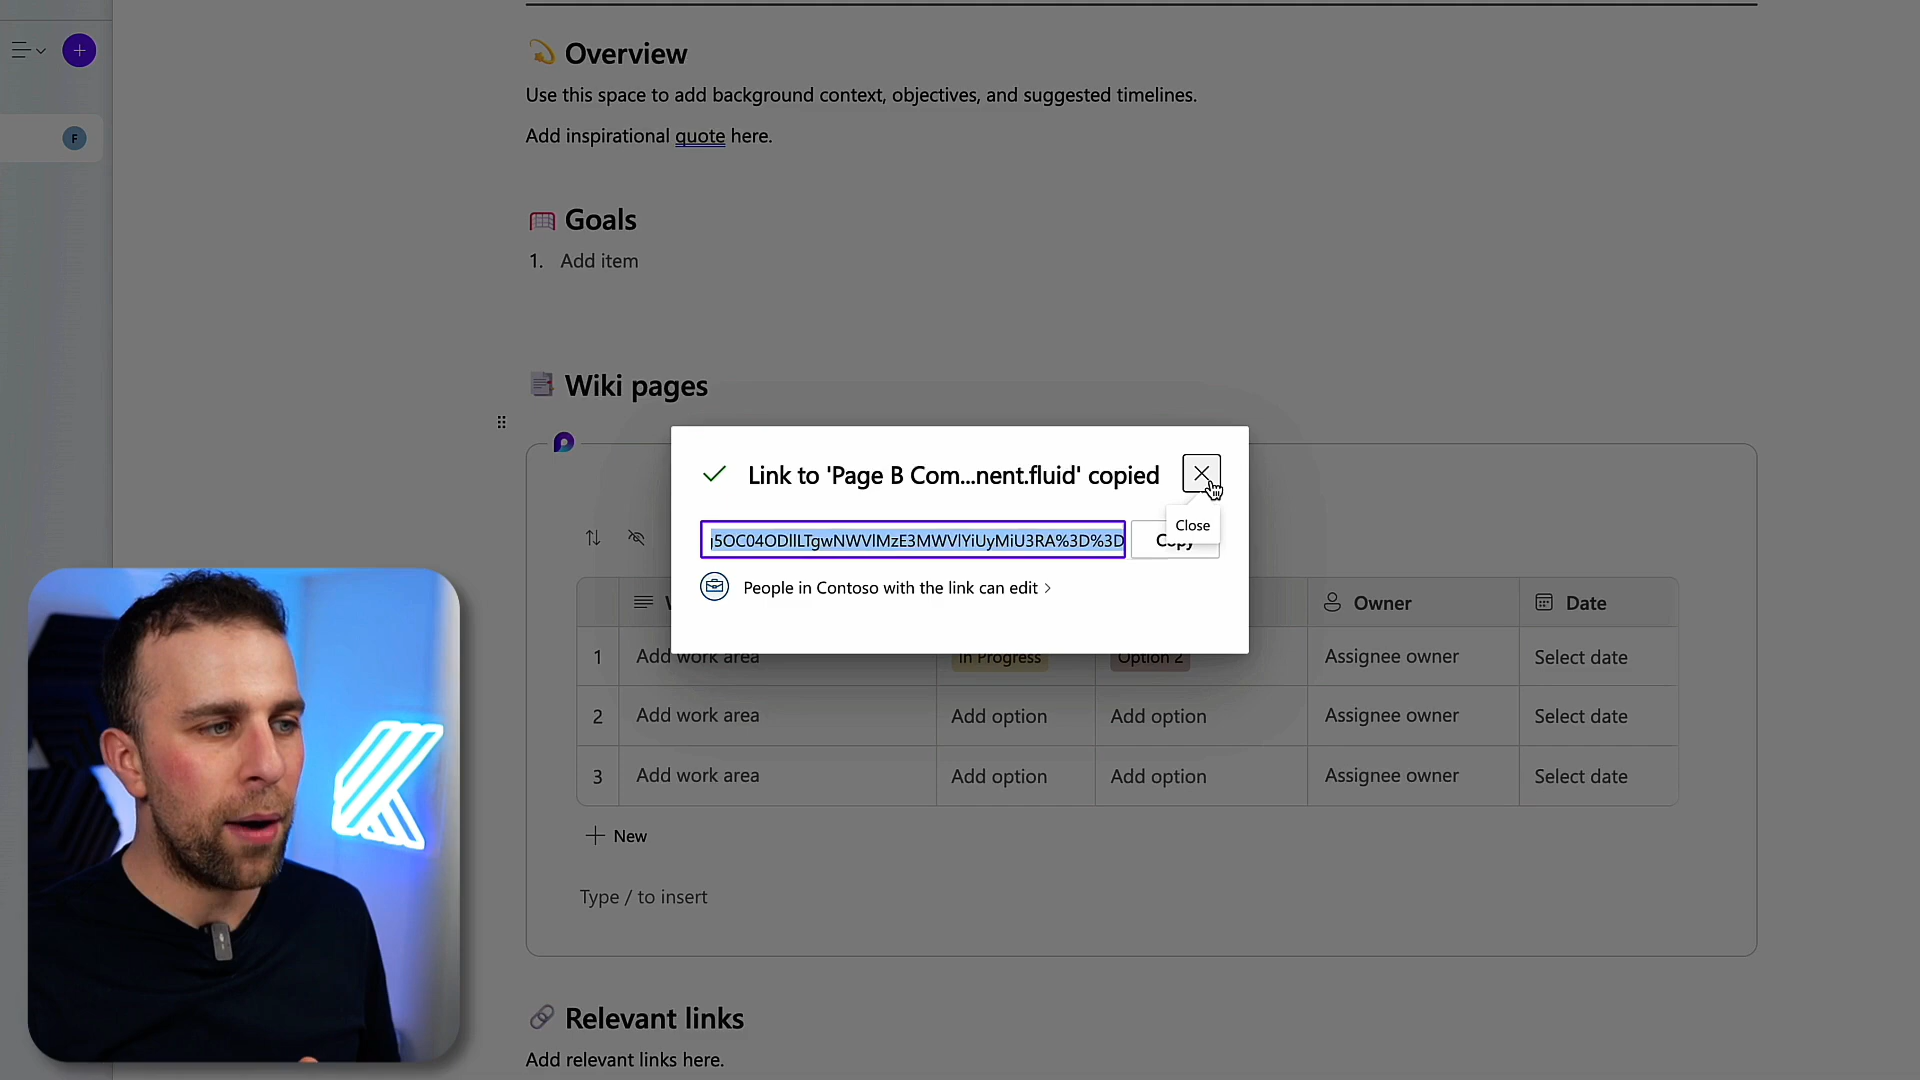 F
Overview
Use this space to add background context, objectives, and suggested timelines.
Add inspirational quote here.
Goals
1. Add item
Wiki pages
Link to 'Page B Com...nent.fluid' copied
Close
Copy
People in Contoso with the link can edit >
Owner
Date
1 Add work area In Progress Option 2 Assignee owner Select date
2 Add work area Add option Add option Assignee owner Select date
3 Add work area Add option Add option Assignee owner Select date
+ New
Type / to insert
Relevant links
Add relevant links here.